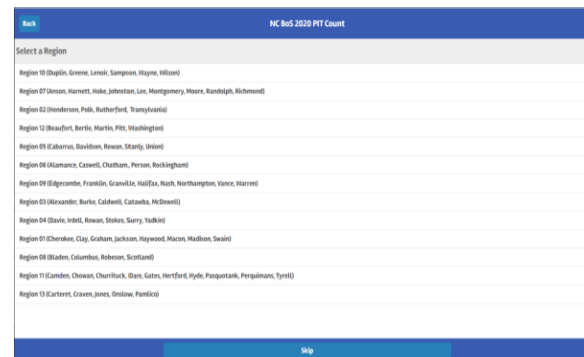 Back
NC BoS 2020 PIT Count
Select a Region
Region 10 (Duplin, Greene, Lenoir, Sampson, Wayne, Wilson)
Region 07 (Anson, Harnett, Hoke, Johnston, Lee, Montgomery, Moore, Randolph, Richmond)
Region 02 (Henderson, Polk, Rutherford, Transylvania)
Region 12 (Beaufort, Bertie, Martin, Pitt, Washington)
Region 05 (Cabarrus, Davidson, Rowan, Stanly, Union)
Region 06 (Alamance, Caswell, Chatham,, Person, Rockingham)
Region 09 (Edgecombe, Franklin, Granville, Halifax, Nash, Northampton, Vance, Warren)
Region 03 (Alexander, Burke, Caldwell, Catawba, McDowell)
Region 04 (Davie, Iredell, Rowan, Stokes, Surry, Yadkin)
Region 01 (Cherokee, Clay, Graham, Jackson, Haywood, Macon, Madison, Swain)
Region 08 (Bladen, Columbus, Robeson, Scotland)
Region 11 (Camden, Chowan, Churrituck, (Dare, Gates, Hertford, Hyde, Pasquotank, Perquimans, Tyrell)
Region 13 (Carteret, Craven, Jones, Onslow, Pamlico)
Skip